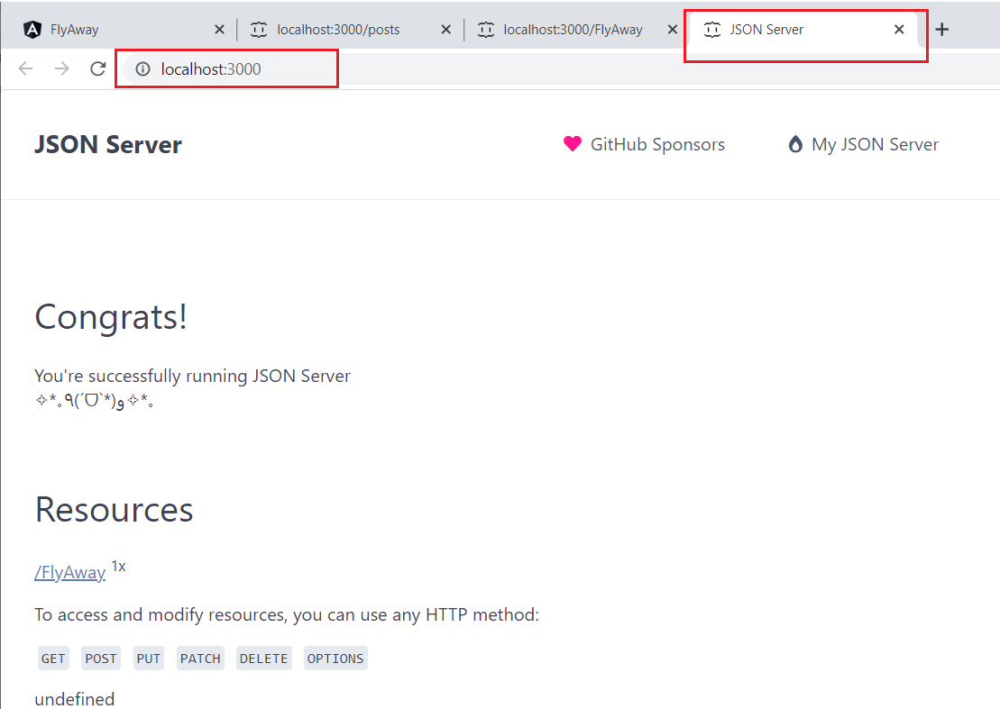 FlyAway localhost:3000/posts localhost:3000/FlyAway JSON Server
localhost:3000
JSON Server GitHub Sponsors My JSON Server
Congrats!
You're successfully running JSON Server
✧*｡٩(ˊᗜˋ*)و✧*｡
Resources
/FlyAway 1x
To access and modify resources, you can use any HTTP method:
GET POST PUT PATCH DELETE OPTIONS
undefined